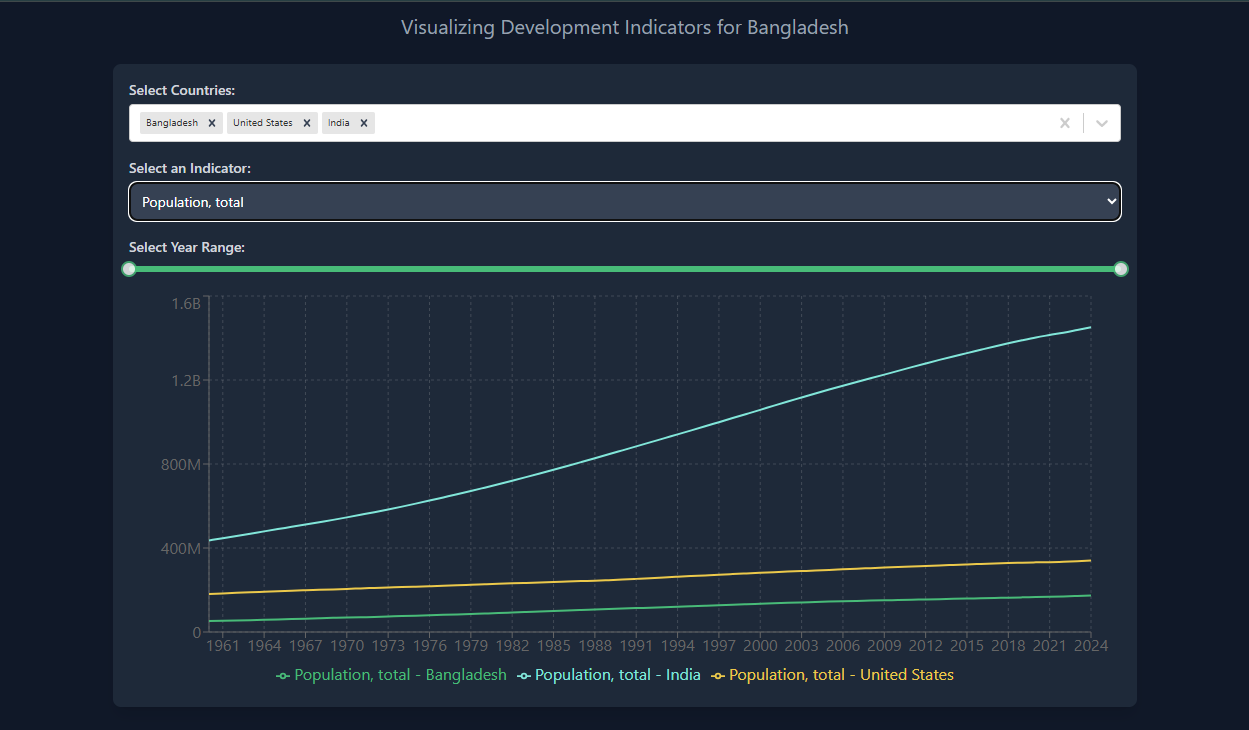 Visualizing Development Indicators for Bangladesh
Select Countries:
Bangladesh × United States × India ×
Select an Indicator:
Population, total
Select Year Range:
1.6B
1.2B
800M
400M
0
1961 1964 1967 1970 1973 1976 1979 1982 1985 1988 1991 1994 1997 2000 2003 2006 2009 2012 2015 2018 2021 2024
Population, total - Bangladesh Population, total - India Population, total - United States